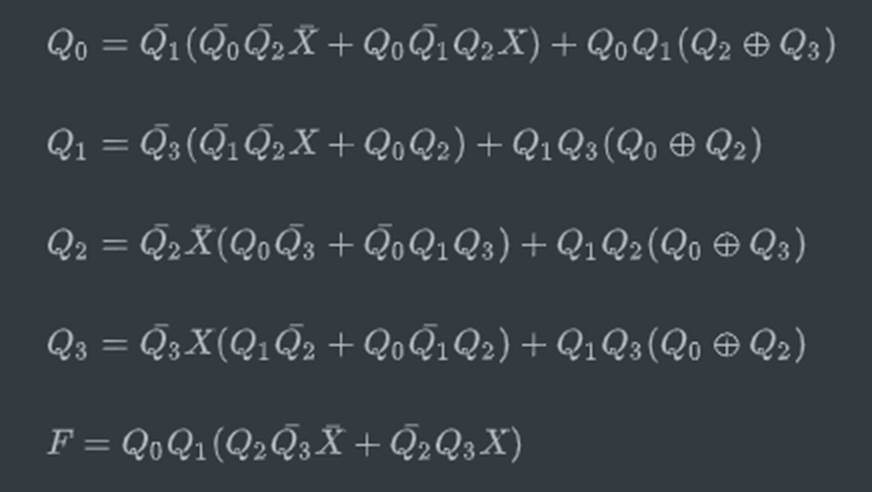 Q₀ = Q̄₁(Q̄₀Q̄₂X̄ + Q₀Q̄₁Q₂X) + Q₀Q₁(Q₂ ⊕ Q₃)
Q₁ = Q̄₃(Q̄₁Q̄₂X + Q₀Q₂) + Q₁Q₃(Q₀ ⊕ Q₂)
Q₂ = Q̄₂X̄(Q₀Q̄₃ + Q̄₀Q₁Q₃) + Q₁Q₂(Q₀ ⊕ Q₃)
Q₃ = Q̄₃X(Q₁Q̄₂ + Q₀Q̄₁Q₂) + Q₁Q₃(Q₀ ⊕ Q₂)
F = Q₀Q₁(Q₂Q̄₃X̄ + Q̄₂Q₃X)